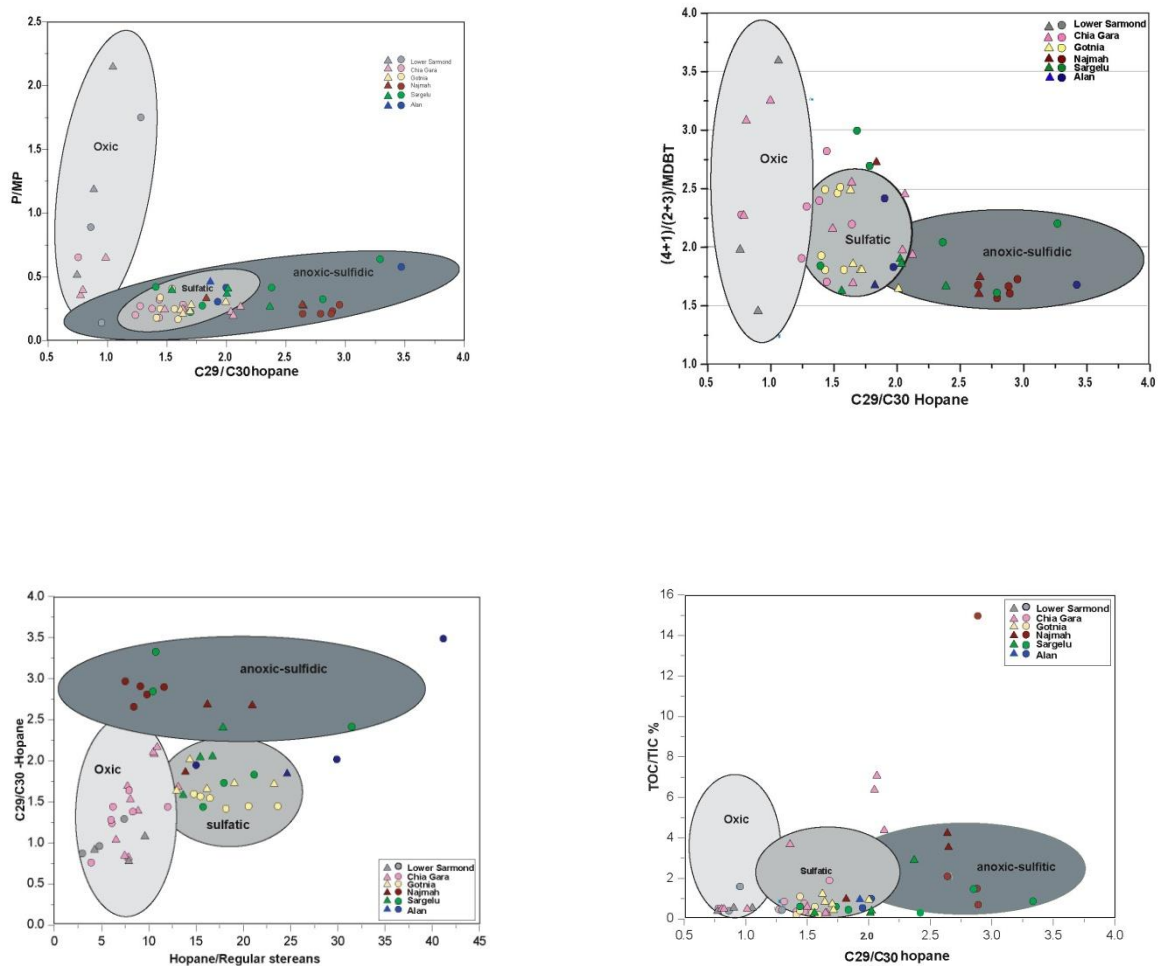 2.5
2.0
1.5
1.0
0.5
0.0
P/MP
Oxic
Sulfatic
anoxic-sulfidic
Lower Sarmond
Chia Gara
Gotnia
Najmah
Sargelu
Alan
0.5 1.0 1.5 2.0 2.5 3.0 3.5 4.0
C29/C30 hopane
4.0
3.5
3.0
2.5
2.0
1.5
1.0
(4+1)/(2+3)/MDBT
Oxic
Sulfatic
anoxic-sulfidic
Lower Sarmond
Chia Gara
Gotnia
Najmah
Sargelu
Alan
0.5 1.0 1.5 2.0 2.5 3.0 3.5 4.0
C29/C30 Hopane
4.0
3.5
3.0
2.5
2.0
1.5
1.0
0.5
0.0
C29/C30 -Hopane
anoxic-sulfidic
Oxic
sulfatic
Lower Sarmond
Chia Gara
Gotnia
Najmah
Sargelu
Alan
0 5 10 15 20 25 30 35 40 45
Hopane/Regular stereans
16
14
12
10
8
6
4
2
0
TOC/TIC %
Oxic
Sulfatic
anoxic-sulfitic
Lower Sarmond
Chia Gara
Gotnia
Najmah
Sargelu
Alan
0.5 1.0 1.5 2.0 2.5 3.0 3.5 4.0
C29/C30 hopane